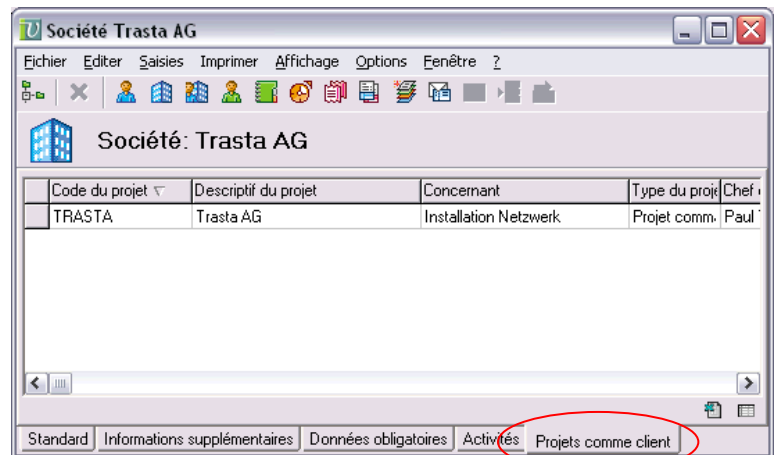 Société Trasta AG
Fichier Editer Saisies Imprimer Affichage Options Fenêtre ?
Société: Trasta AG
Code du projet Descriptif du projet Concernant Type du proje Chef
TRASTA Trasta AG Installation Netzwerk Projet comm Paul
Standard Informations supplémentaires Données obligatoires Activités Projets comme client